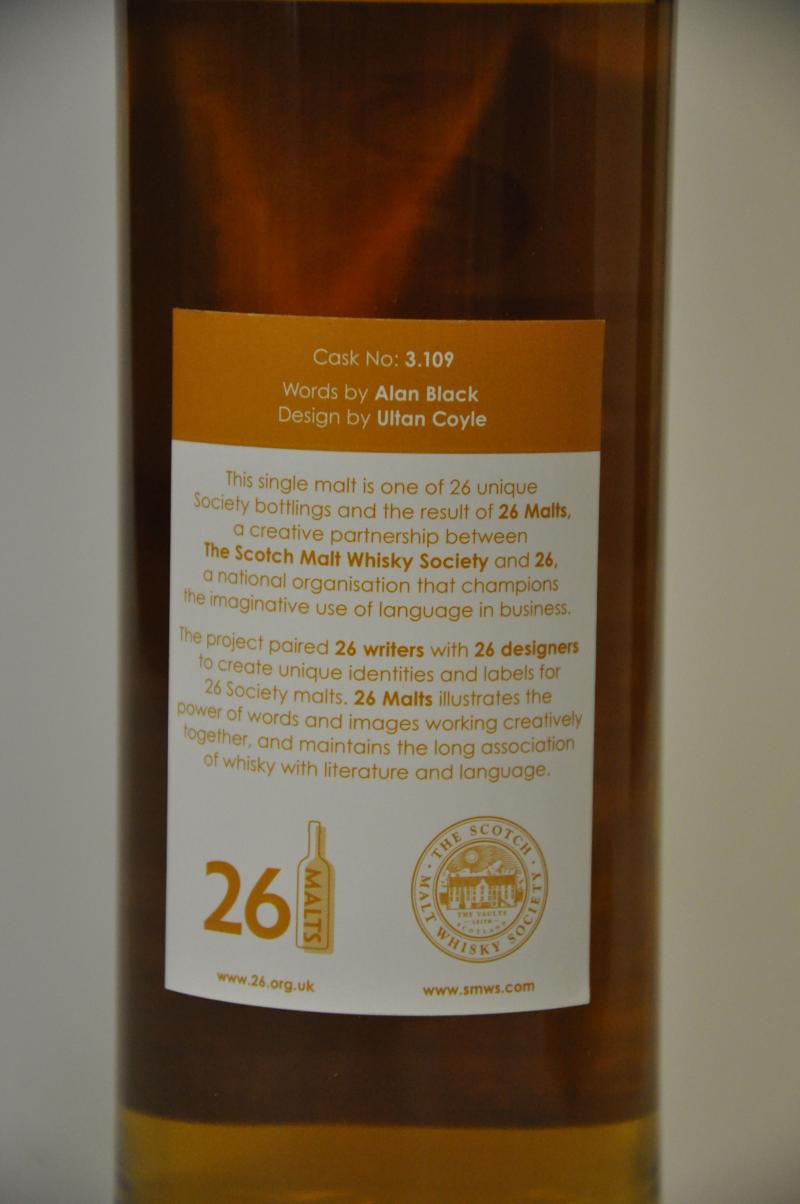 Cask No: 3.109
Words by Alan Black
Design by Ultan Coyle
This single malt is one of 26 unique
Society bottlings and the result of 26 Malts,
a creative partnership between
The Scotch Malt Whisky Society and 26,
a national organisation that champions
the imaginative use of language in business.
The project paired 26 writers with 26 designers
to create unique identities and labels for
26 Society malts. 26 Malts illustrates the
power of words and images working creatively
together, and maintains the long association
of whisky with literature and language.
26 MALTS
www.26.org.uk
THE SCOTCH MALT WHISKY SOCIETY
THE VAULTS
LEITH
SCOTLAND
www.smws.com